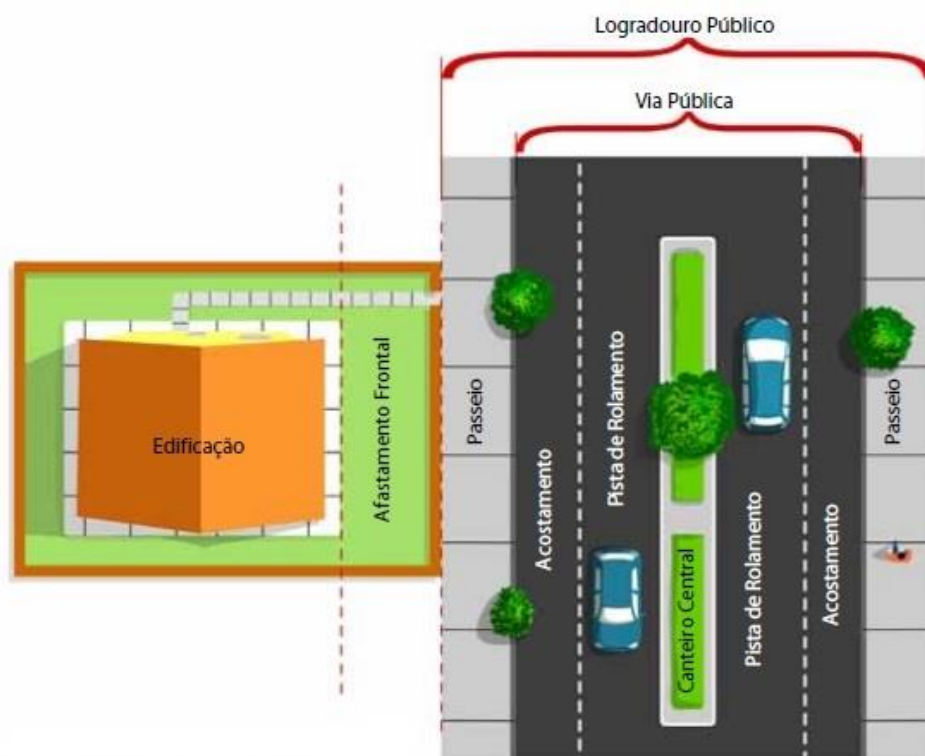 Logradouro Público
Via Pública
Edificação
Afastamento Frontal
Passeio
Acostamento
Pista de Rolamento
Canteiro Central
Pista de Rolamento
Acostamento
Passeio